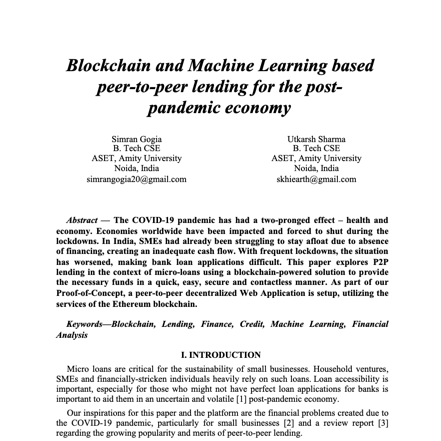 Blockchain and Machine Learning based
peer-to-peer lending for the post-
pandemic economy
Simran Gogia
B. Tech CSE
ASET, Amity University
Noida, India
simrangogia20@gmail.com
Utkarsh Sharma
B. Tech CSE
ASET, Amity University
Noida, India
skhiearth@gmail.com
Abstract — The COVID-19 pandemic has had a two-pronged effect – health and
economy. Economies worldwide have been impacted and forced to shut during the
lockdowns. In India, SMEs had already been struggling to stay afloat due to absence
of financing, creating an inadequate cash flow. With frequent lockdowns, the situation
has worsened, making bank loan applications difficult. This paper explores P2P
lending in the context of micro-loans using a blockchain-powered solution to provide
the necessary funds in a quick, easy, secure and contactless manner. As part of our
Proof-of-Concept, a peer-to-peer decentralized Web Application is setup, utilizing the
services of the Ethereum blockchain.
Keywords—Blockchain, Lending, Finance, Credit, Machine Learning, Financial
Analysis
I. INTRODUCTION
Micro loans are critical for the sustainability of small businesses. Household ventures,
SMEs and financially-stricken individuals heavily rely on such loans. Loan accessibility is
important, especially for those who might not have perfect loan applications for banks is
important to aid them in an uncertain and volatile [1] post-pandemic economy.
Our inspirations for this paper and the platform are the financial problems created due to
the COVID-19 pandemic, particularly for small businesses [2] and a review report [3]
regarding the growing popularity and merits of peer-to-peer lending.